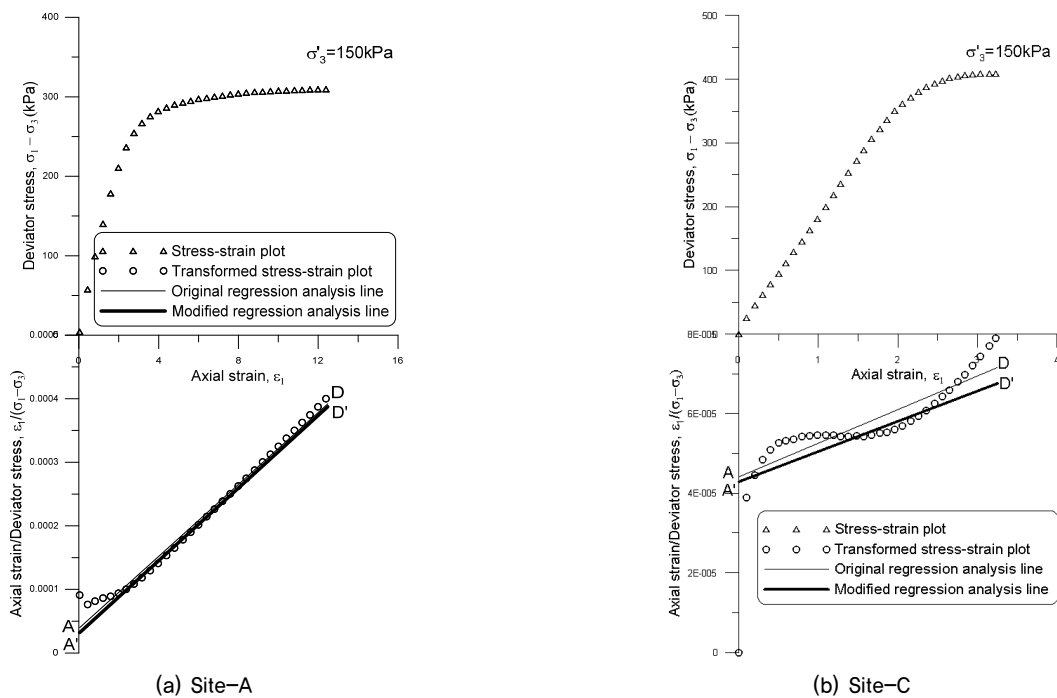 400
σ'3=150kPa
300
200
100
0.0005
Deviator stress, σ1 − σ3 (kPa)
Stress-strain plot
Transformed stress-strain plot
Original regression analysis line
Modified regression analysis line
0 4 8 12 16
Axial strain, ε1
0.0004
0.0003
0.0002
0.0001
0
Axial strain/Deviator stress, ε1/(σ1−σ3)
D
D'
A
A'
(a) Site−A
500
σ'3=150kPa
400
300
200
100
Deviator stress, σ1 − σ3 (kPa)
0 1 2 3 4
Axial strain, ε1
6E-005
4E-005
2E-005
0
Axial strain/Deviator stress, ε1/(σ1−σ3)
D
D'
A
A'
Stress-strain plot
Transformed stress-strain plot
Original regression analysis line
Modified regression analysis line
(b) Site−C